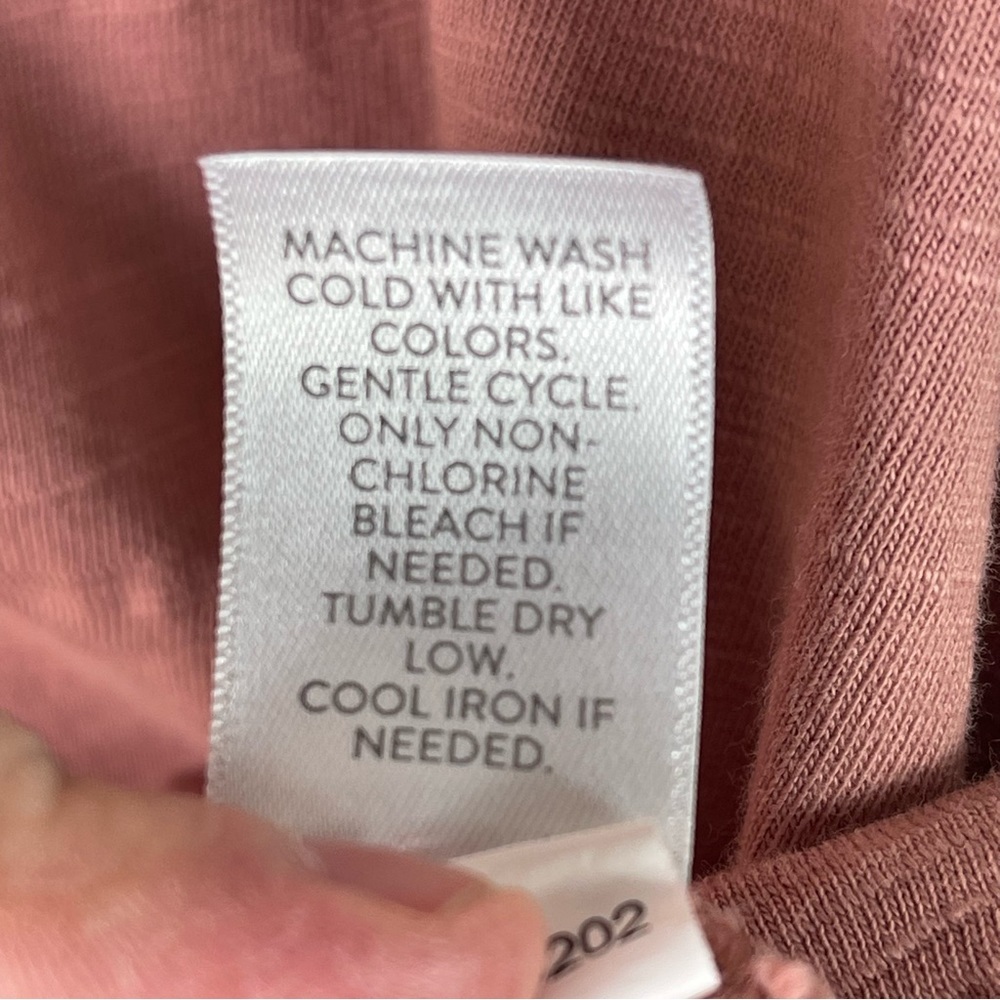 MACHINE WASH
COLD WITH LIKE
COLORS.
GENTLE CYCLE.
ONLY NON-
CHLORINE
BLEACH IF
NEEDED.
TUMBLE DRY
LOW.
COOL IRON IF
NEEDED.
202